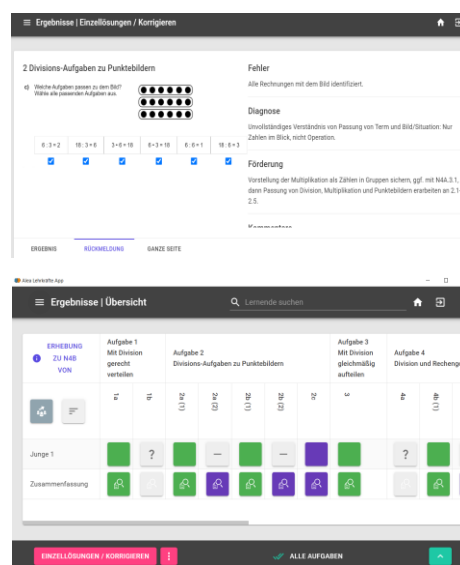 Ergebnisse | Einzellösungen / Korrigieren
2 Divisions-Aufgaben zu Punktebildern
Welche Aufgaben passen zu dem Bild?
Wähle alle passenden Aufgaben aus.
6 : 3 = 2
18 : 3 = 6
3 + 6 = 18
6 ÷ 3 = 18
6 : 6 = 1
18 : 6 = 3
Fehler
Alle Rechnungen mit dem Bild identifiziert.
Diagnose
Unvollständiges Verständnis von Passung von Term und Bild/Situation: Nur
Zahlen im Blick, nicht Operation.
Förderung
Vorstellung der Multiplikation als Zählen in Gruppen sichern, ggf. mit N4A.3.1,
dann Passung von Division, Multiplikation und Punktebildern erarbeiten an 2.1
2.5.
Kommentare
ERGEBNIS
RÜCKMELDUNG
GANZE SEITE
Alea Lehrkräfte App
Ergebnisse | Übersicht
Lernende suchen
ERHEBUNG
ZU N4B
VON
Aufgabe 1
Mit Division
gerecht
verteilen
Aufgabe 2
Divisions-Aufgaben zu Punktebildern
Aufgabe 3
Mit Division
gleichmäßig
aufteilen
Aufgabe 4
Division und Rechenge
1a
1b
2a (1)
2a (2)
2b (1)
2b (2)
2c
3
4a
4b (1)
Junge 1
?
–
–
?
Zusammenfassung
EINZELLÖSUNGEN / KORRIGIEREN
ALLE AUFGABEN